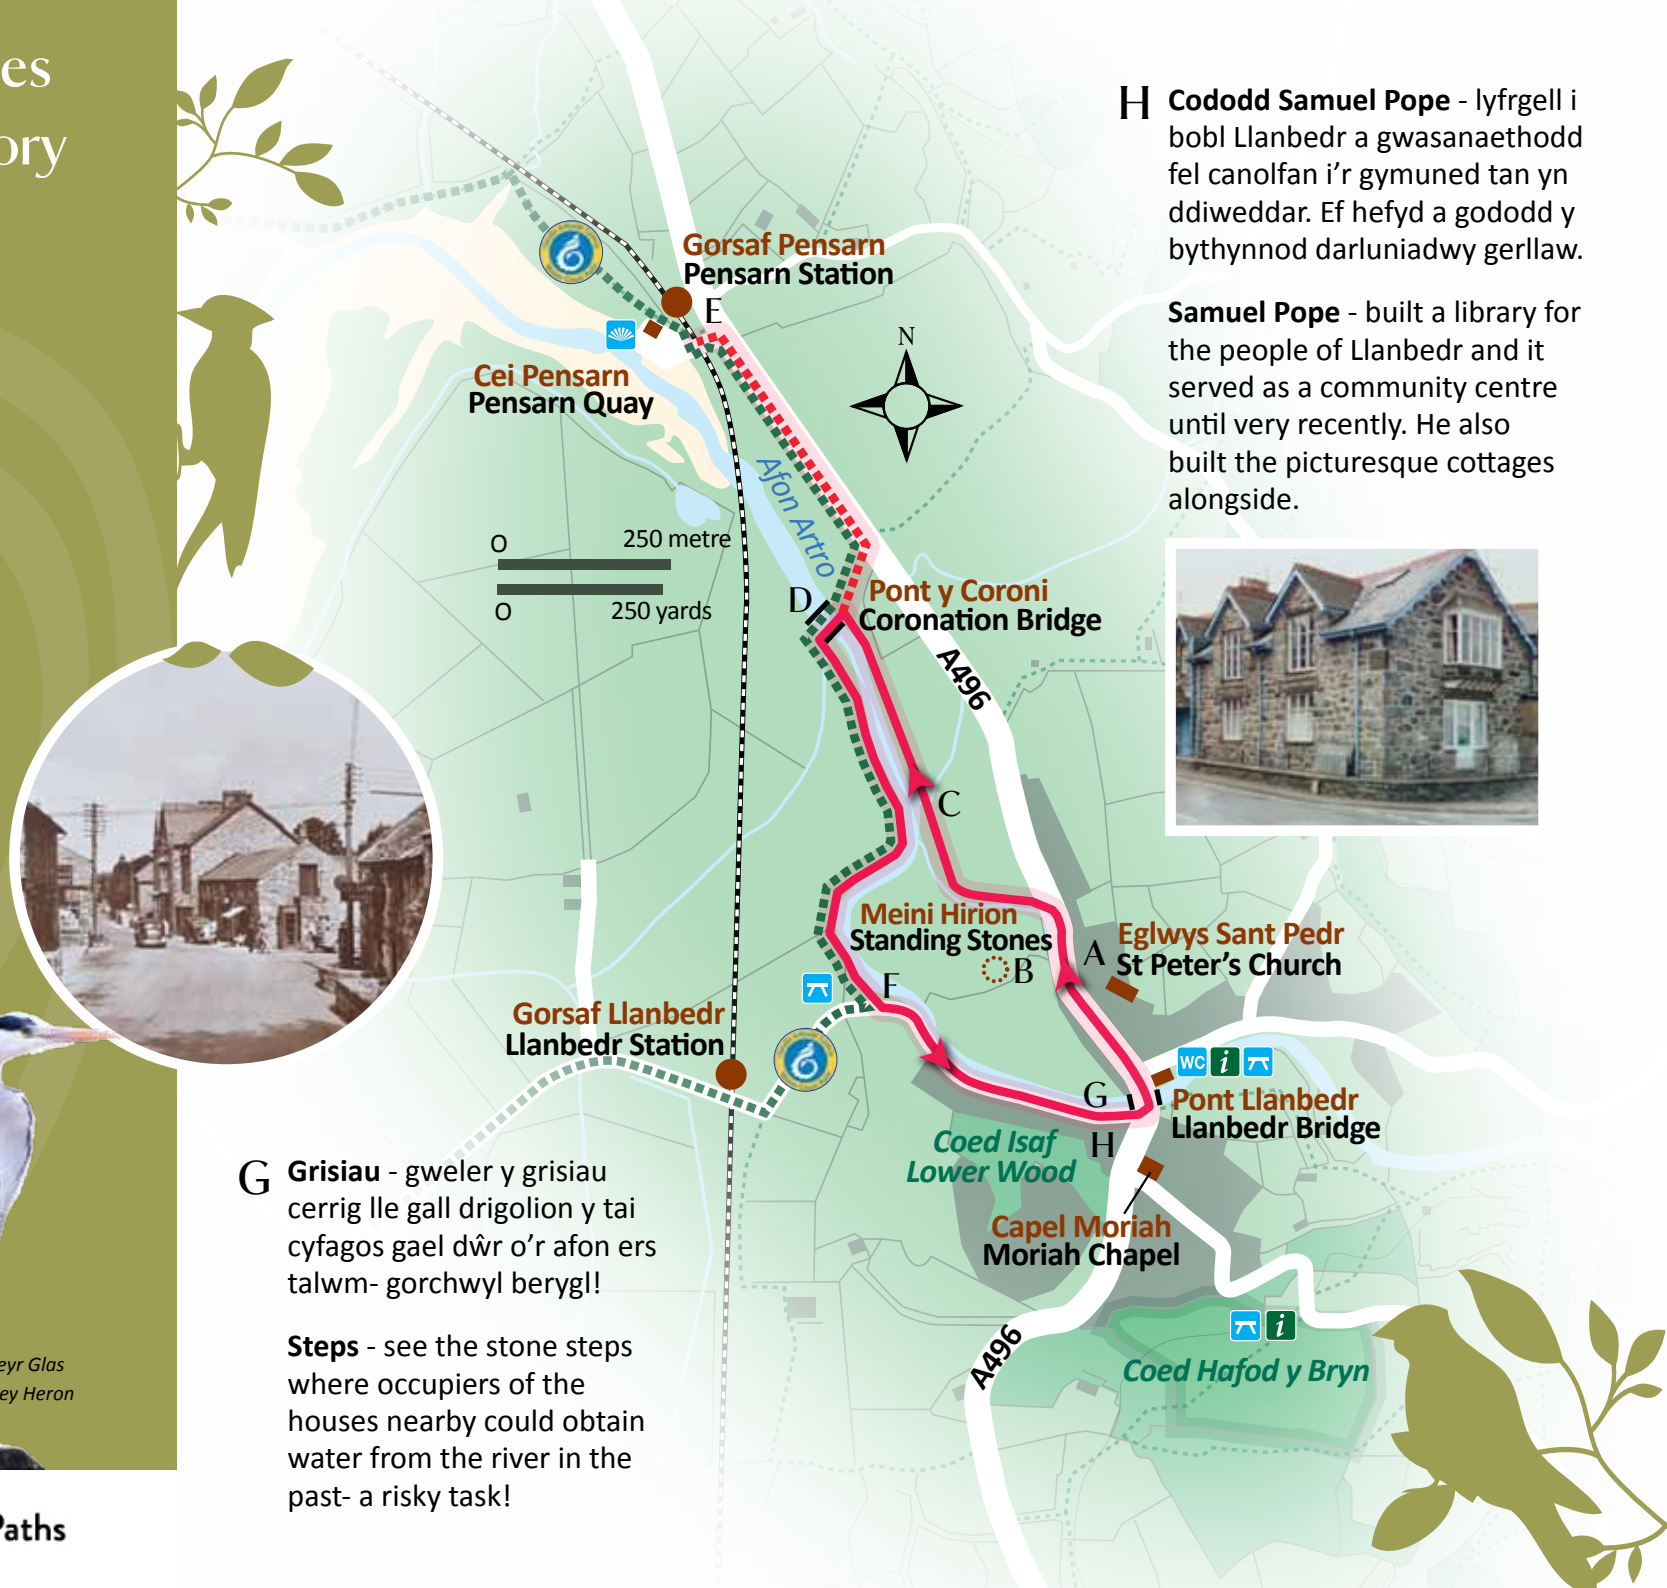 es
ory
H Cododd Samuel Pope - lyfrgell i
bobl Llanbedr a gwasanaethodd
fel canolfan i'r gymuned tan yn
ddiweddar. Ef hefyd a gododd y
bythynnod darluniadwy gerllaw.
Samuel Pope - built a library for
the people of Llanbedr and it
served as a community centre
until very recently. He also
built the picturesque cottages
alongside.
Gorsaf Pensarn
Pensarn Station
E
N
Cei Pensarn
Pensarn Quay
Afon Artro
O 250 metre
O 250 yards
D
Pont y Coroni
Coronation Bridge
A496
C
Meini Hirion
Standing Stones
B
A
Eglwys Sant Pedr
St Peter's Church
F
Gorsaf Llanbedr
Llanbedr Station
WC i
G
Pont Llanbedr
Llanbedr Bridge
H
Coed Isaf
Lower Wood
Capel Moriah
Moriah Chapel
A496
i
Coed Hafod y Bryn
G Grisiau - gweler y grisiau
cerrig lle gall drigolion y tai
cyfagos gael dŵr o'r afon ers
talwm- gorchwyl berygl!
Steps - see the stone steps
where occupiers of the
houses nearby could obtain
water from the river in the
past- a risky task!
eyr Glas
ey Heron
Paths